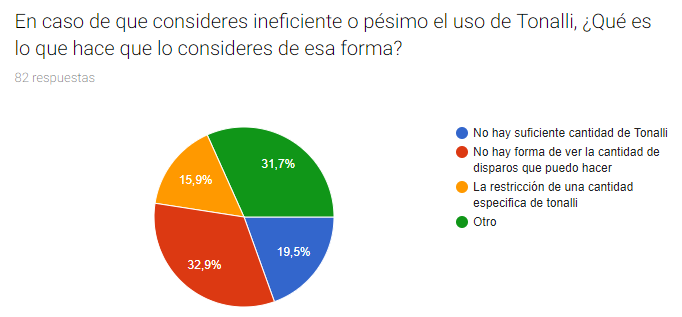 En caso de que consideres ineficiente o pésimo el uso de Tonalli, ¿Qué es
lo que hace que lo consideres de esa forma?
82 respuestas
31,7%
15,9%
32,9%
19,5%
No hay suficiente cantidad de Tonalli
No hay forma de ver la cantidad de
disparos que puedo hacer
La restricción de una cantidad
especifica de tonalli
Otro